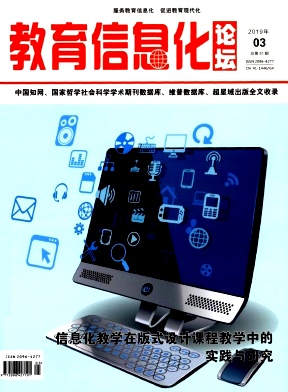 服务教育信息化 促进教育现代化
教育信息化论坛
2019年
03
ISSN 2096-4277
中国知网、国家哲学社会科学学术期刊数据库、维普数据库、超星域出版全文收录
信息化教学在版式设计课程教学中的
实践与研究
ISSN 2096-4277